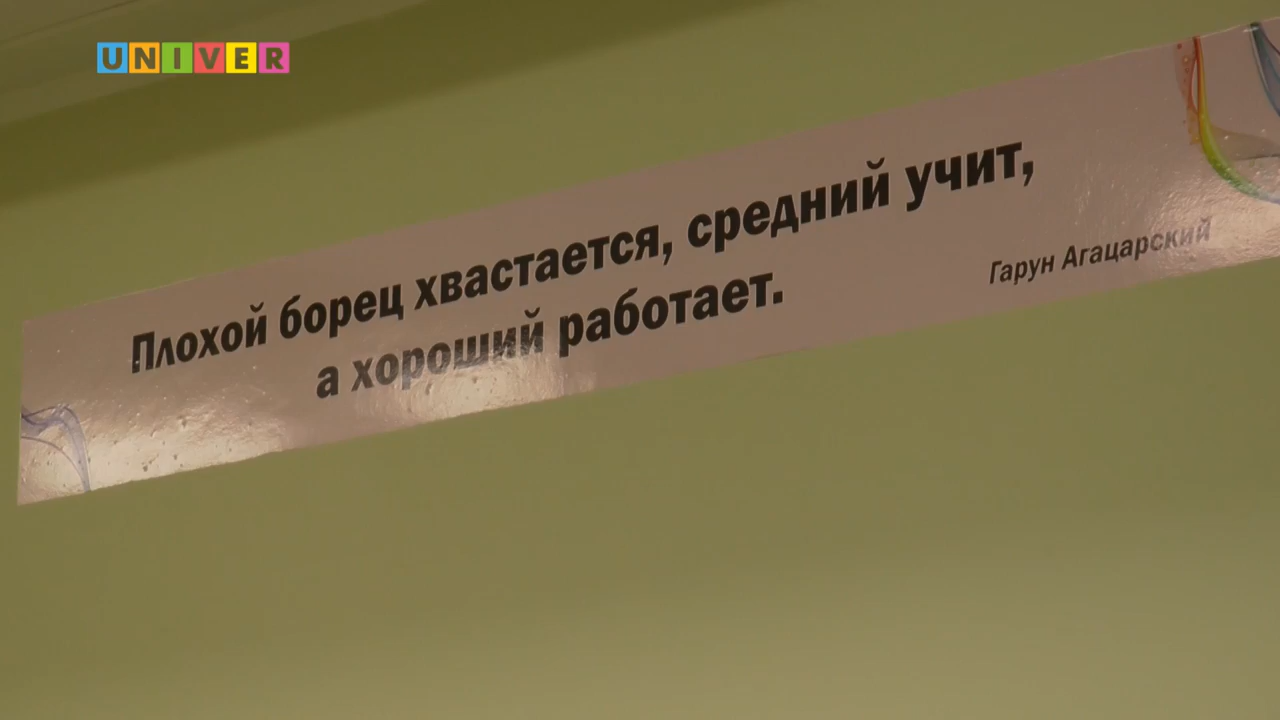 UNIVER
Плохой борец хвастается, средний учит,
а хороший работает.
Гарун Агацарский